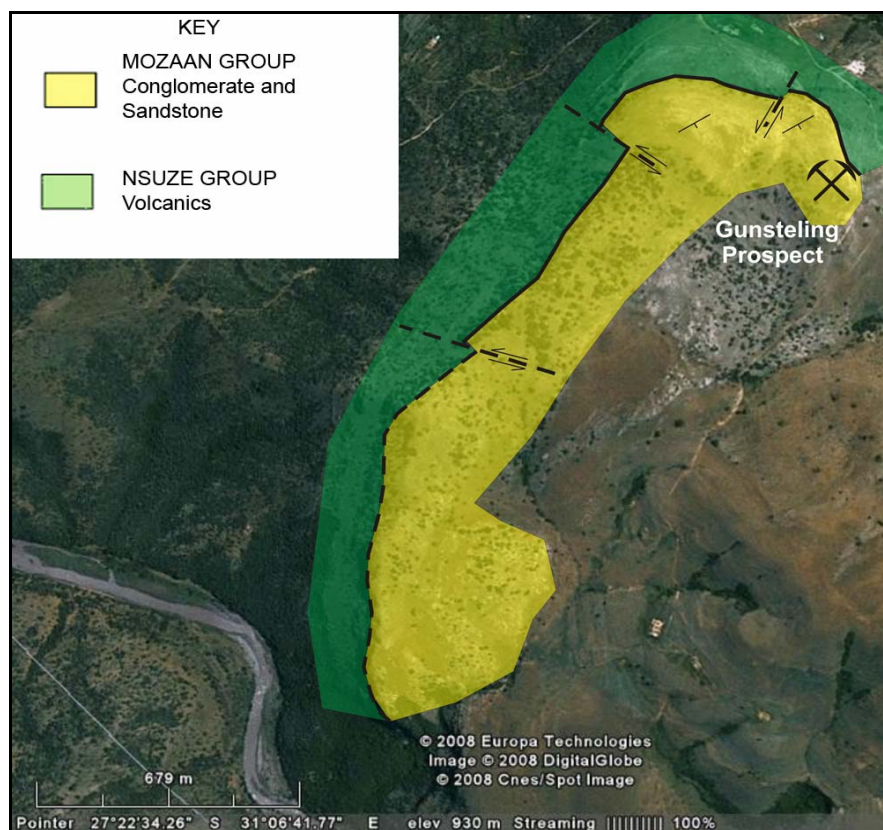 KEY
MOZAAN GROUP
Conglomerate and
Sandstone
NSUZE GROUP
Volcanics
Gunsteling
Prospect
© 2008 Europa Technologies
Image © 2008 DigitalGlobe
© 2008 Cnes/Spot Image
679 m
Pointer 27°22'34.26" S 31°06'41.77" E elev 930 m Streaming |||||||||| 100%